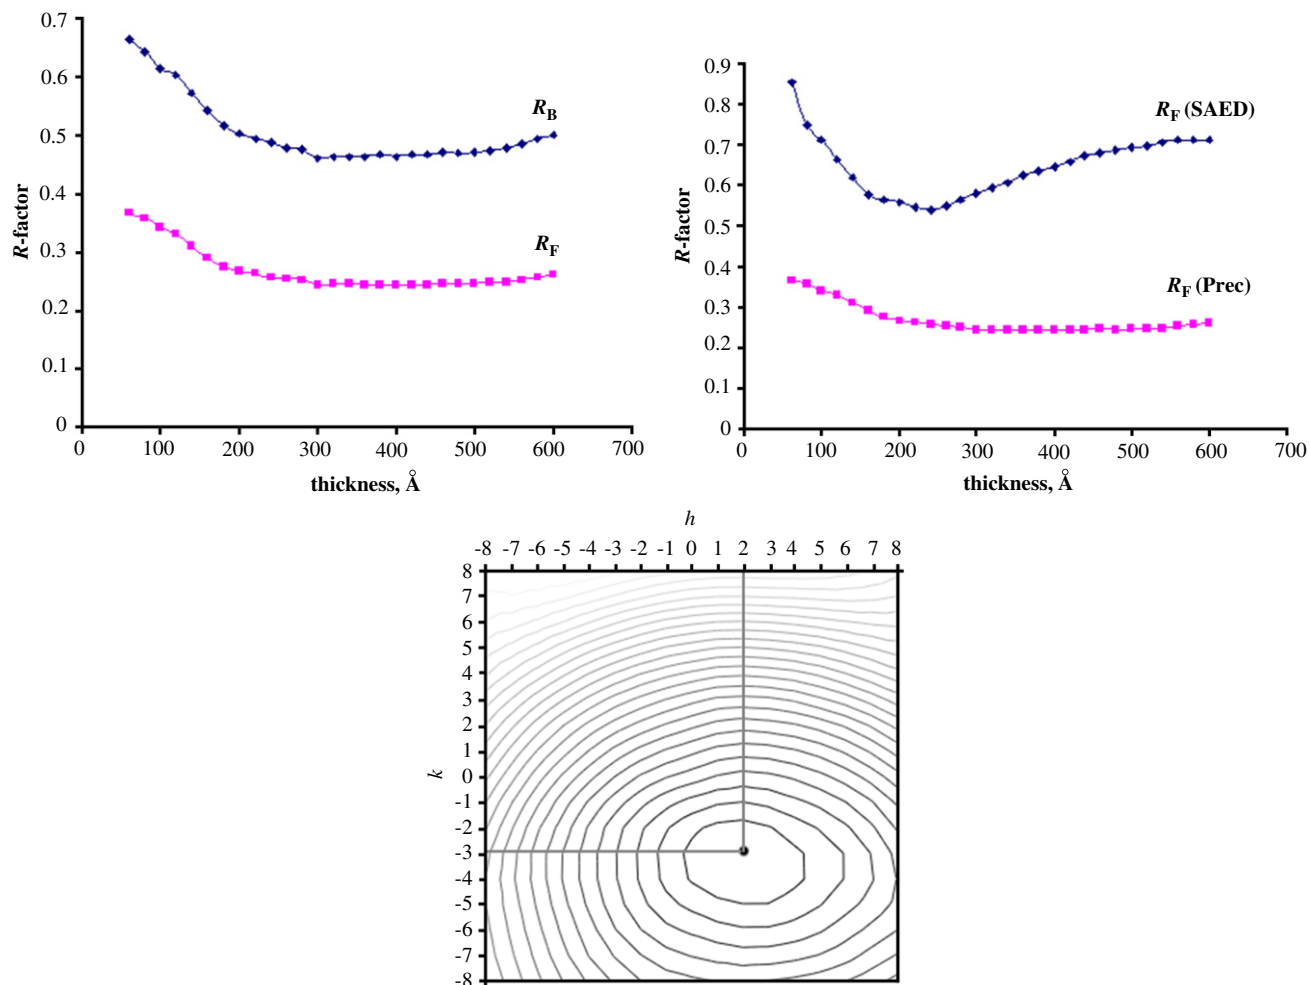 0.7
0.6
0.5
0.4
0.3
0.2
0.1
0
R-factor
R_B
R_F
0 100 200 300 400 500 600 700
thickness, Å
0.9
0.8
0.7
0.6
0.5
0.4
0.3
0.2
0.1
0
R-factor
R_F (SAED)
R_F (Prec)
0 100 200 300 400 500 600 700
thickness, Å
h
-8 -7 -6 -5 -4 -3 -2 -1 0 1 2 3 4 5 6 7 8
8
7
6
5
4
3
2
1
0
-1
-2
-3
-4
-5
-6
-7
-8
k